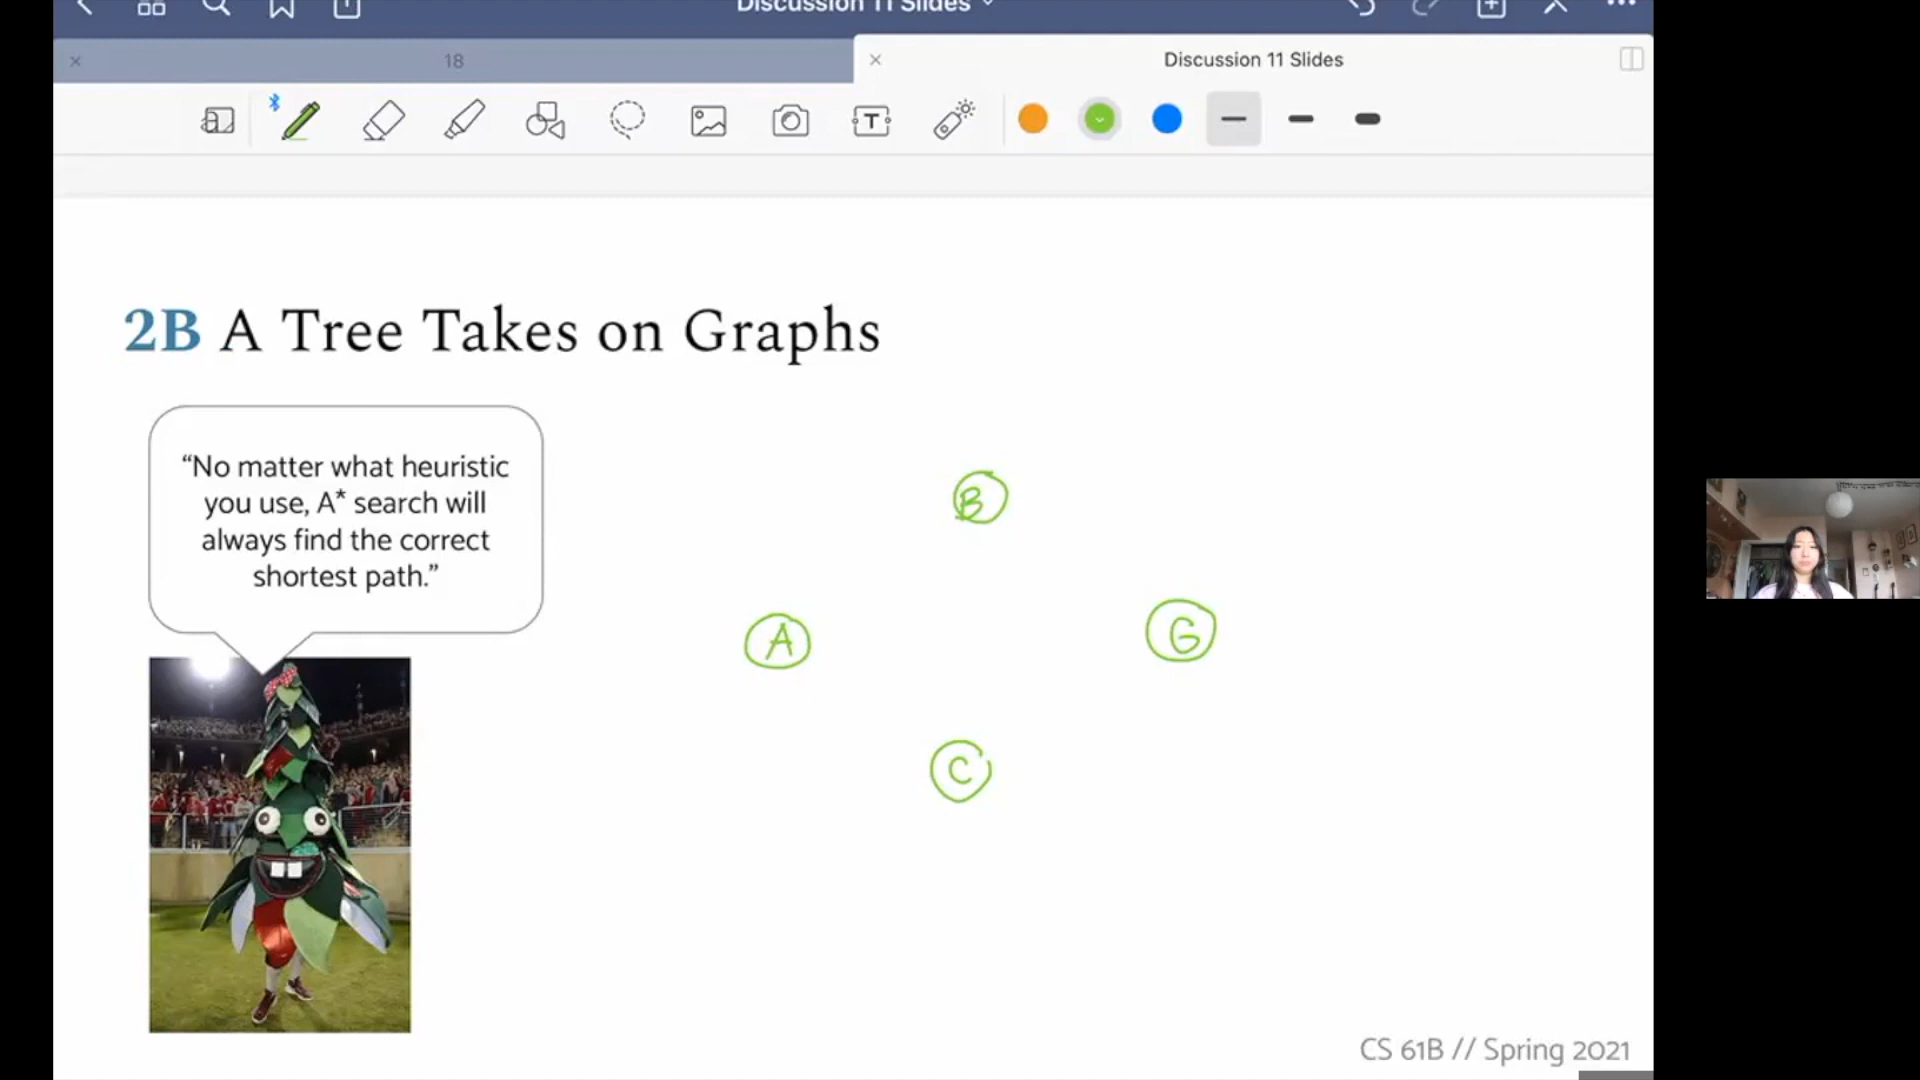 Discussion 11 Slides
18
Discussion 11 Slides
T
2B A Tree Takes on Graphs
“No matter what heuristic
you use, A* search will
always find the correct
shortest path.”
B
A
G
C
CS 61B // Spring 2021